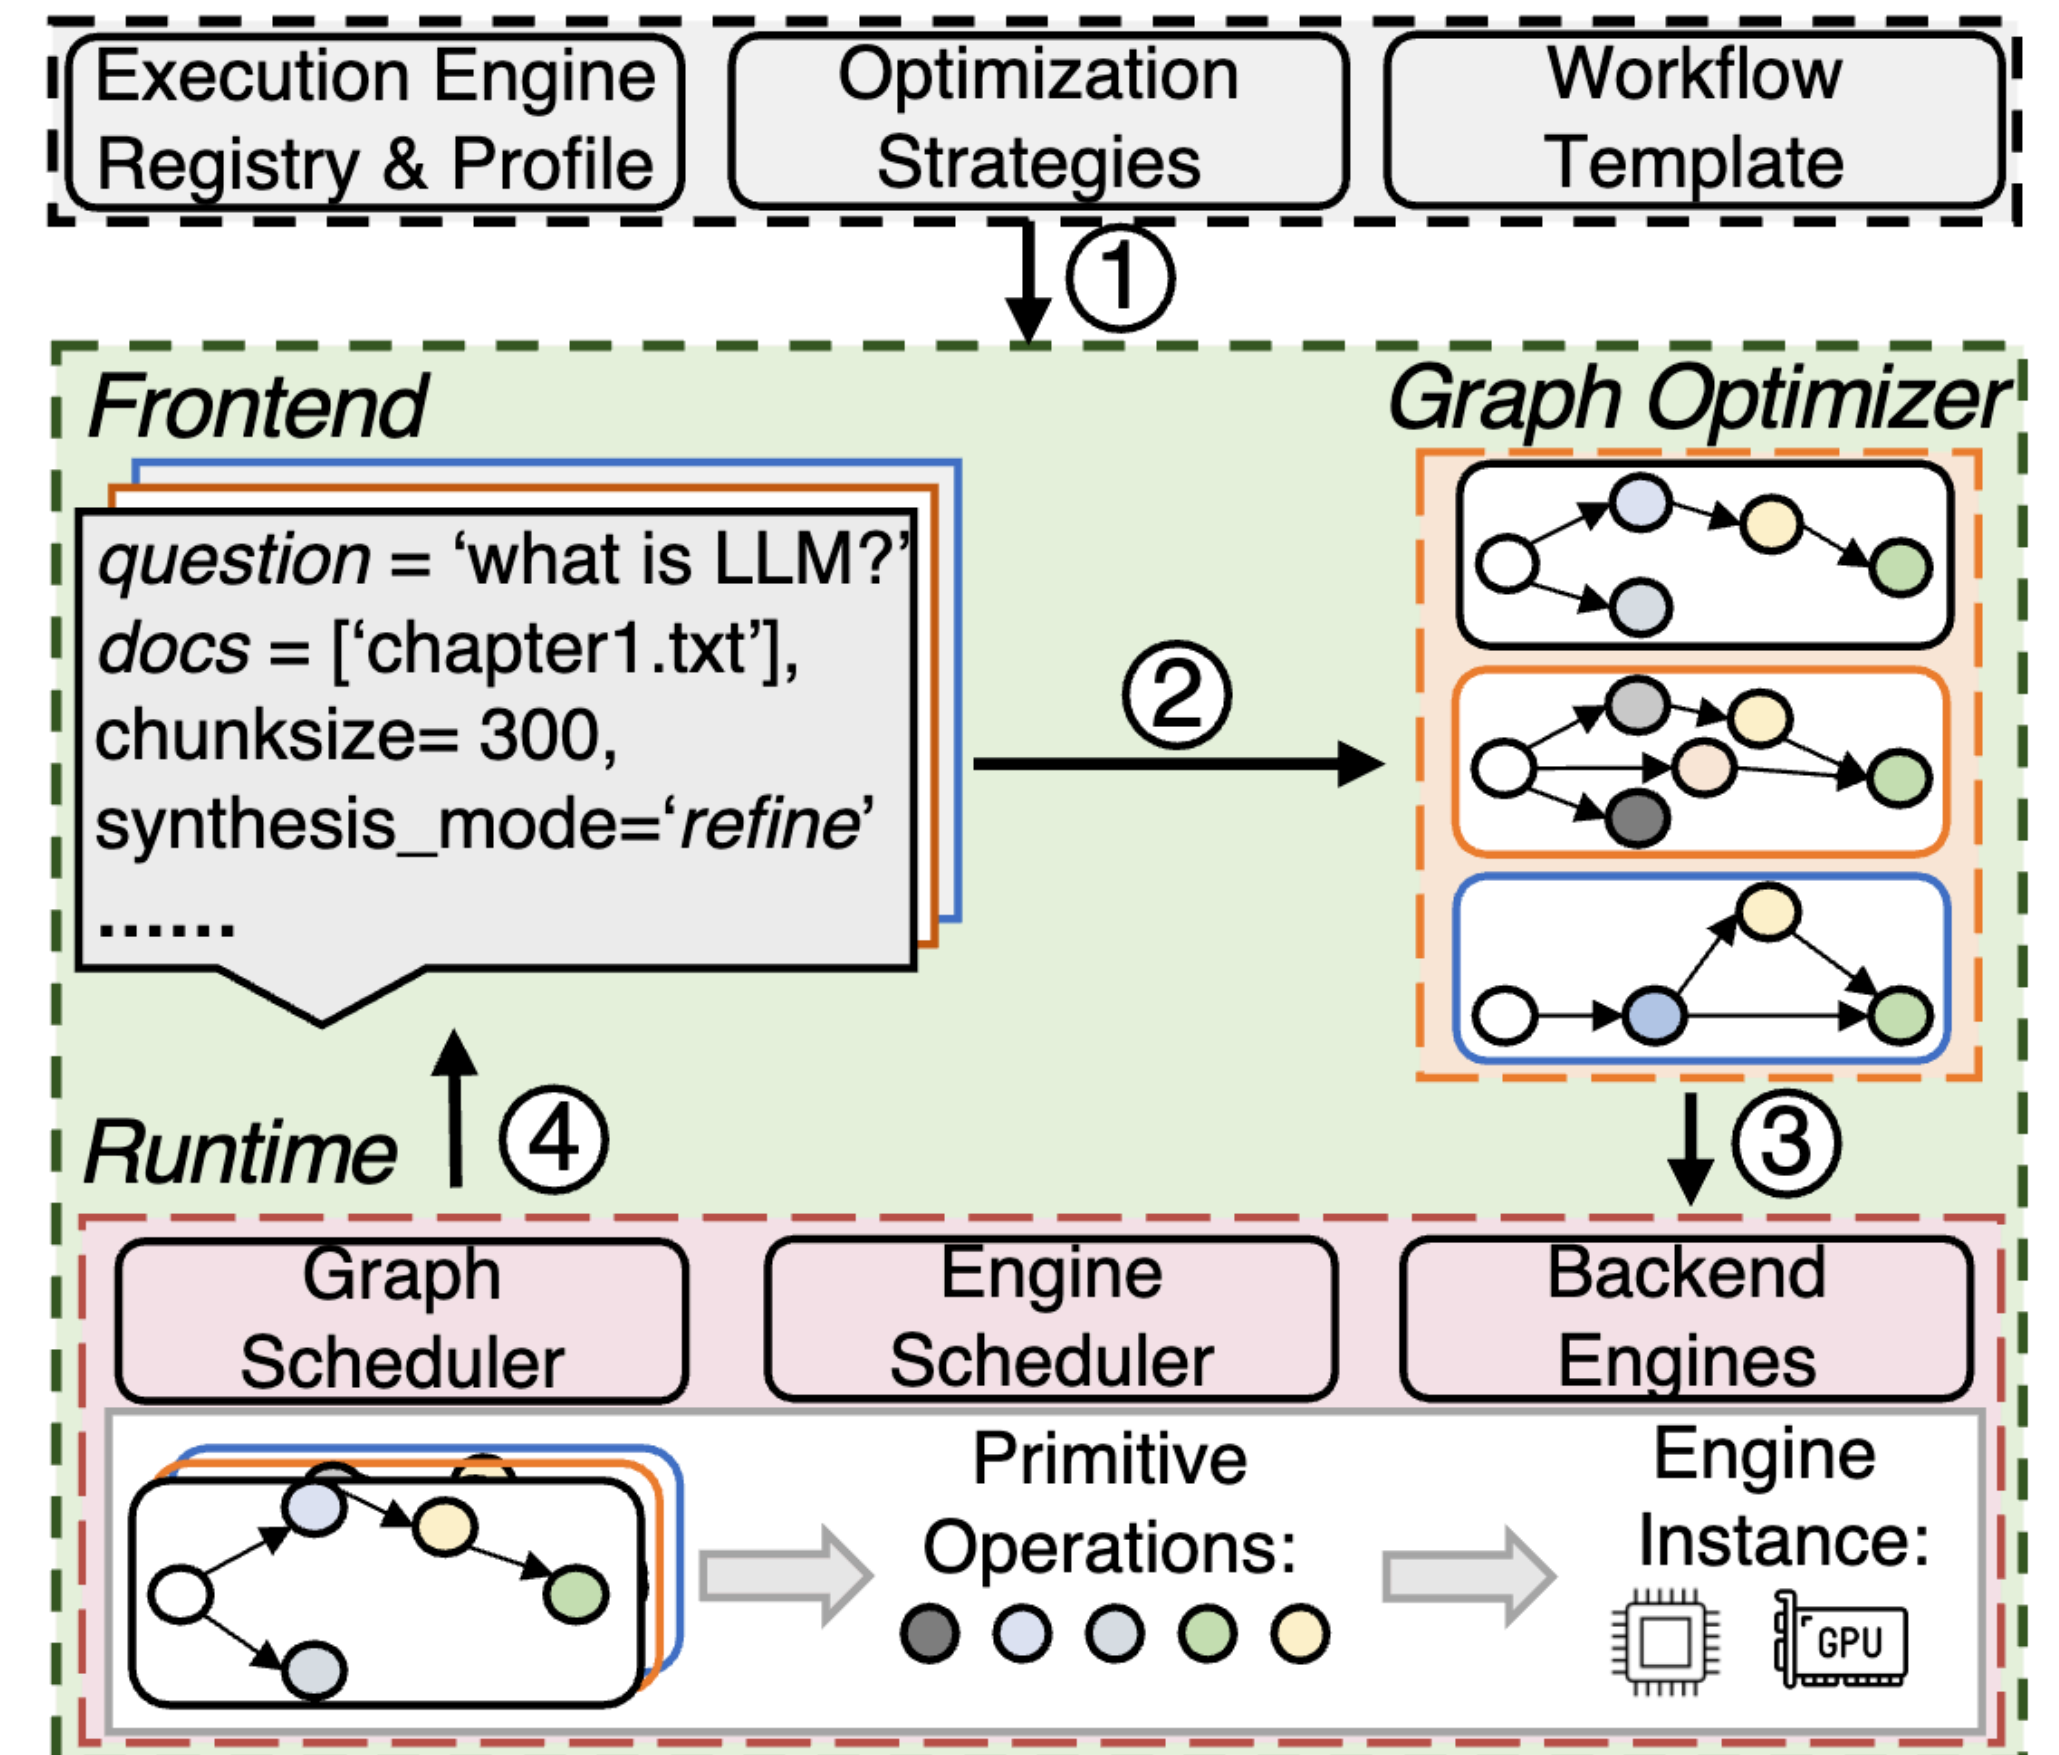 Execution Engine
Registry & Profile
Optimization
Strategies
Workflow
Template
①
Frontend
Graph Optimizer
question = ‘what is LLM?’
docs = [‘chapter1.txt’],
chunksize= 300,
synthesis_mode=‘refine’
......
②
③
④
Runtime
Graph
Scheduler
Engine
Scheduler
Backend
Engines
Primitive
Operations:
Engine
Instance:
GPU